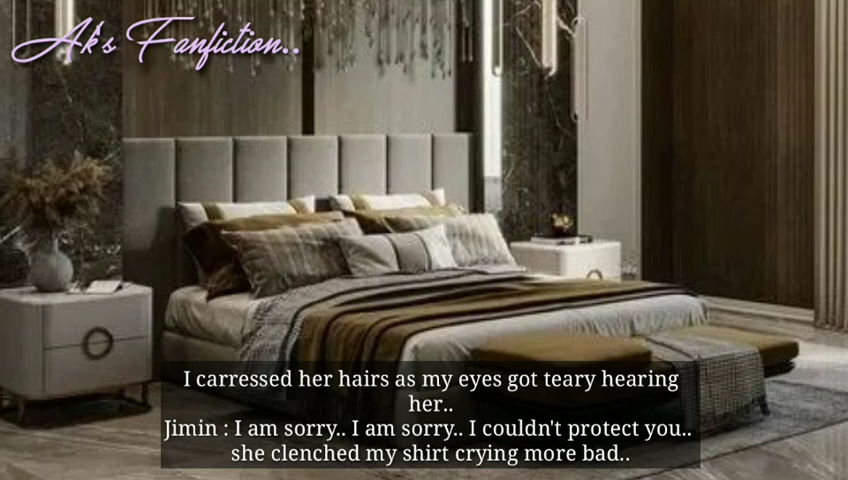 Ak's Fanfiction..
I carressed her hairs as my eyes got teary hearing
her..
Jimin : I am sorry.. I am sorry.. I couldn't protect you..
she clenched my shirt crying more bad..